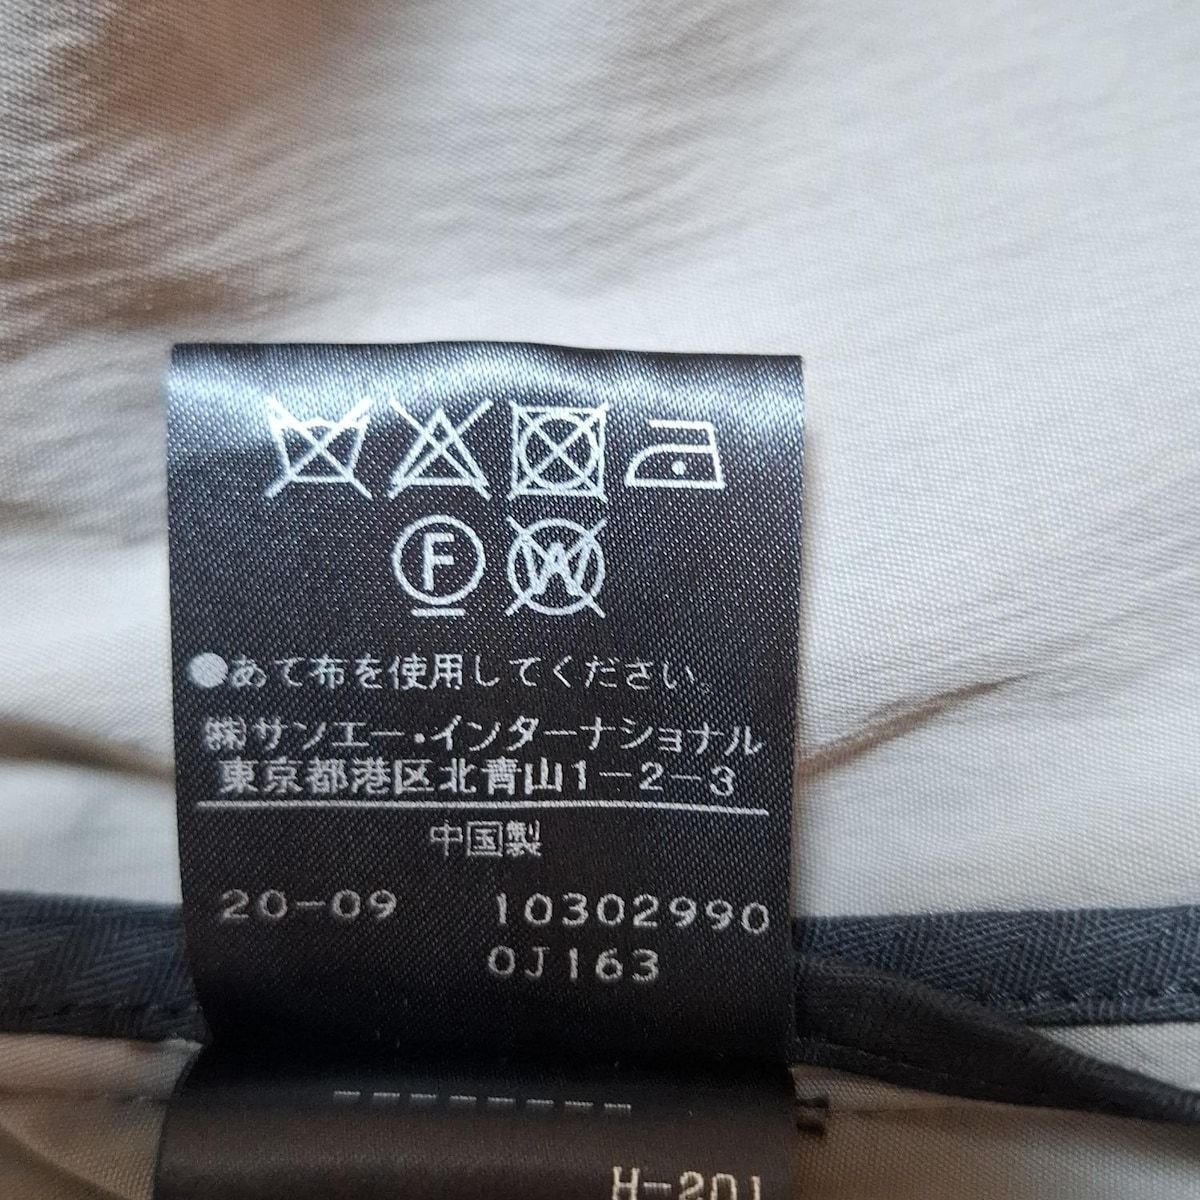 F W
●あて布を使用してください。
㈱サンエー・インターナショナル
東京都港区北青山1-2-3
中国製
20-09 10302990
0J163
H-201